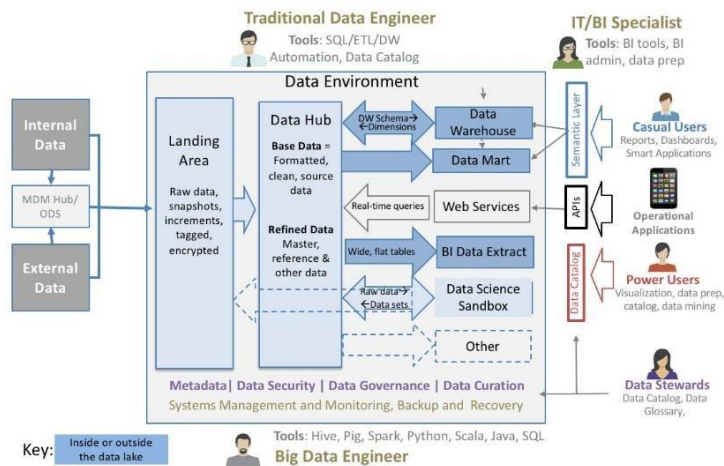 Traditional Data Engineer
Tools: SQL/ETL/DW
Automation, Data Catalog
IT/BI Specialist
Tools: BI tools, BI
admin, data prep
Data Environment
Internal
Data
MDM Hub/
ODS
External
Data
Landing
Area
Raw data,
snapshots,
increments,
tagged,
encrypted
Data Hub
Base Data =
Formatted,
clean, source
data
Refined Data
Master,
reference &
other data
DW Schema→
←Dimensions
Data
Warehouse
Data Mart
Real-time queries
Web Services
Wide, flat tables
BI Data Extract
Raw data→
←Data sets
Data Science
Sandbox
Other
Semantic Layer
APIs
Data Catalog
Casual Users
Reports, Dashboards,
Smart Applications
Operational
Applications
Power Users
Visualization, data prep,
catalog, data mining
Data Stewards
Data Catalog, Data
Glossary,
Metadata| Data Security | Data Governance | Data Curation
Systems Management and Monitoring, Backup and Recovery
Key:
Inside or outside
the data lake
Tools: Hive, Pig, Spark, Python, Scala, Java, SQL
Big Data Engineer